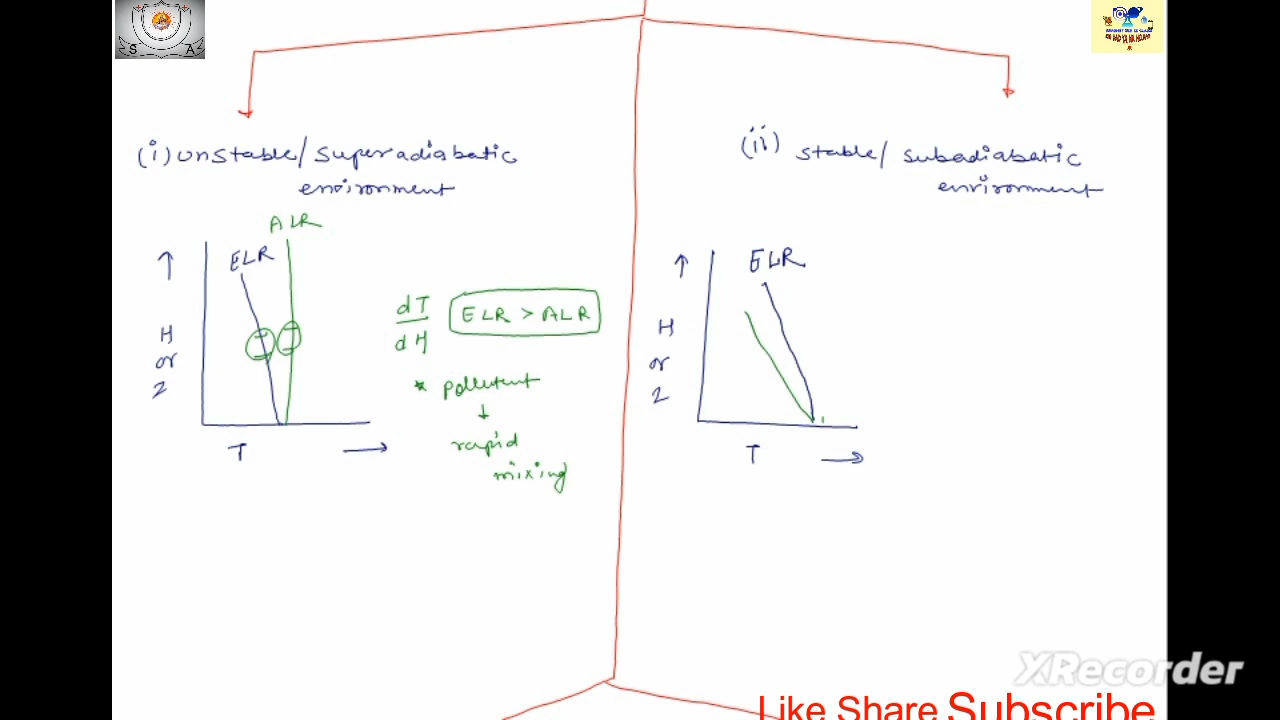 S A
(i) unstable/superadiabatic
environment
ALR
ELR
H
or
Z
T
dT
dH
ELR > ALR
* pollutent
↓
rapid
mixing
(ii) stable/subadiabatic
environment
ELR
H
or
Z
T
XRecorder
Like Share Subscribe